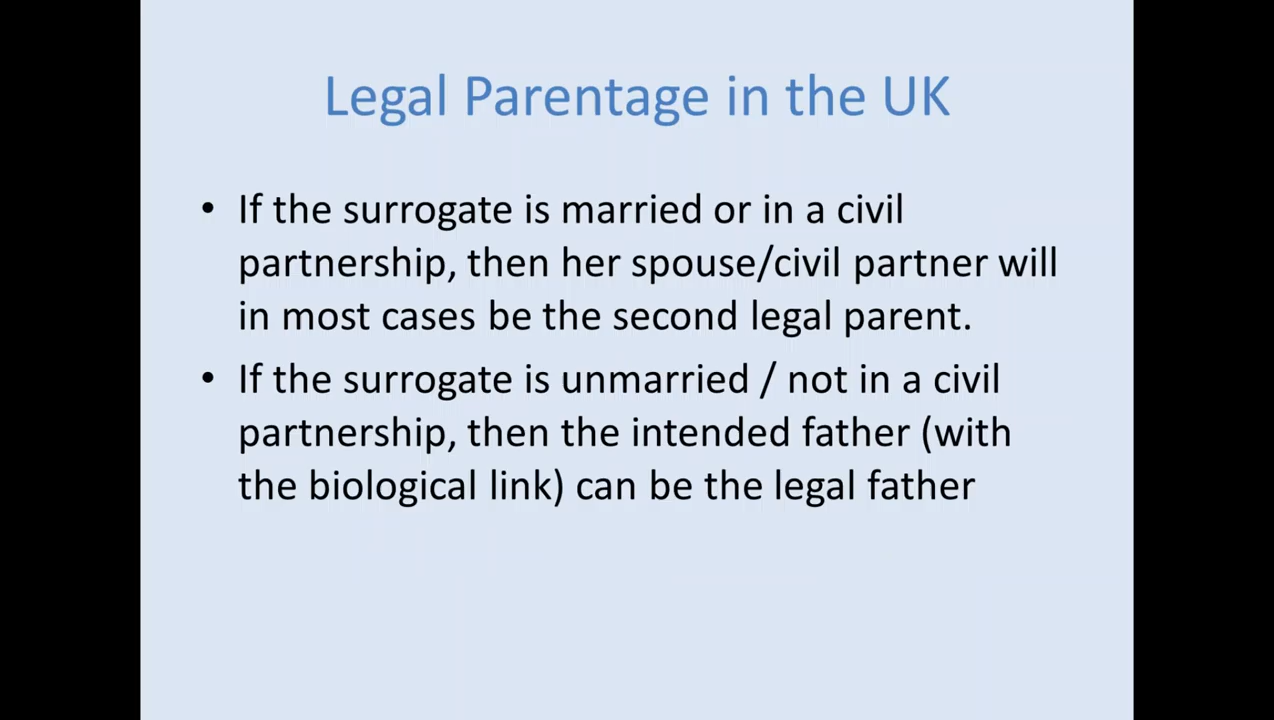 Legal Parentage in the UK
• If the surrogate is married or in a civil
partnership, then her spouse/civil partner will
in most cases be the second legal parent.
• If the surrogate is unmarried / not in a civil
partnership, then the intended father (with
the biological link) can be the legal father